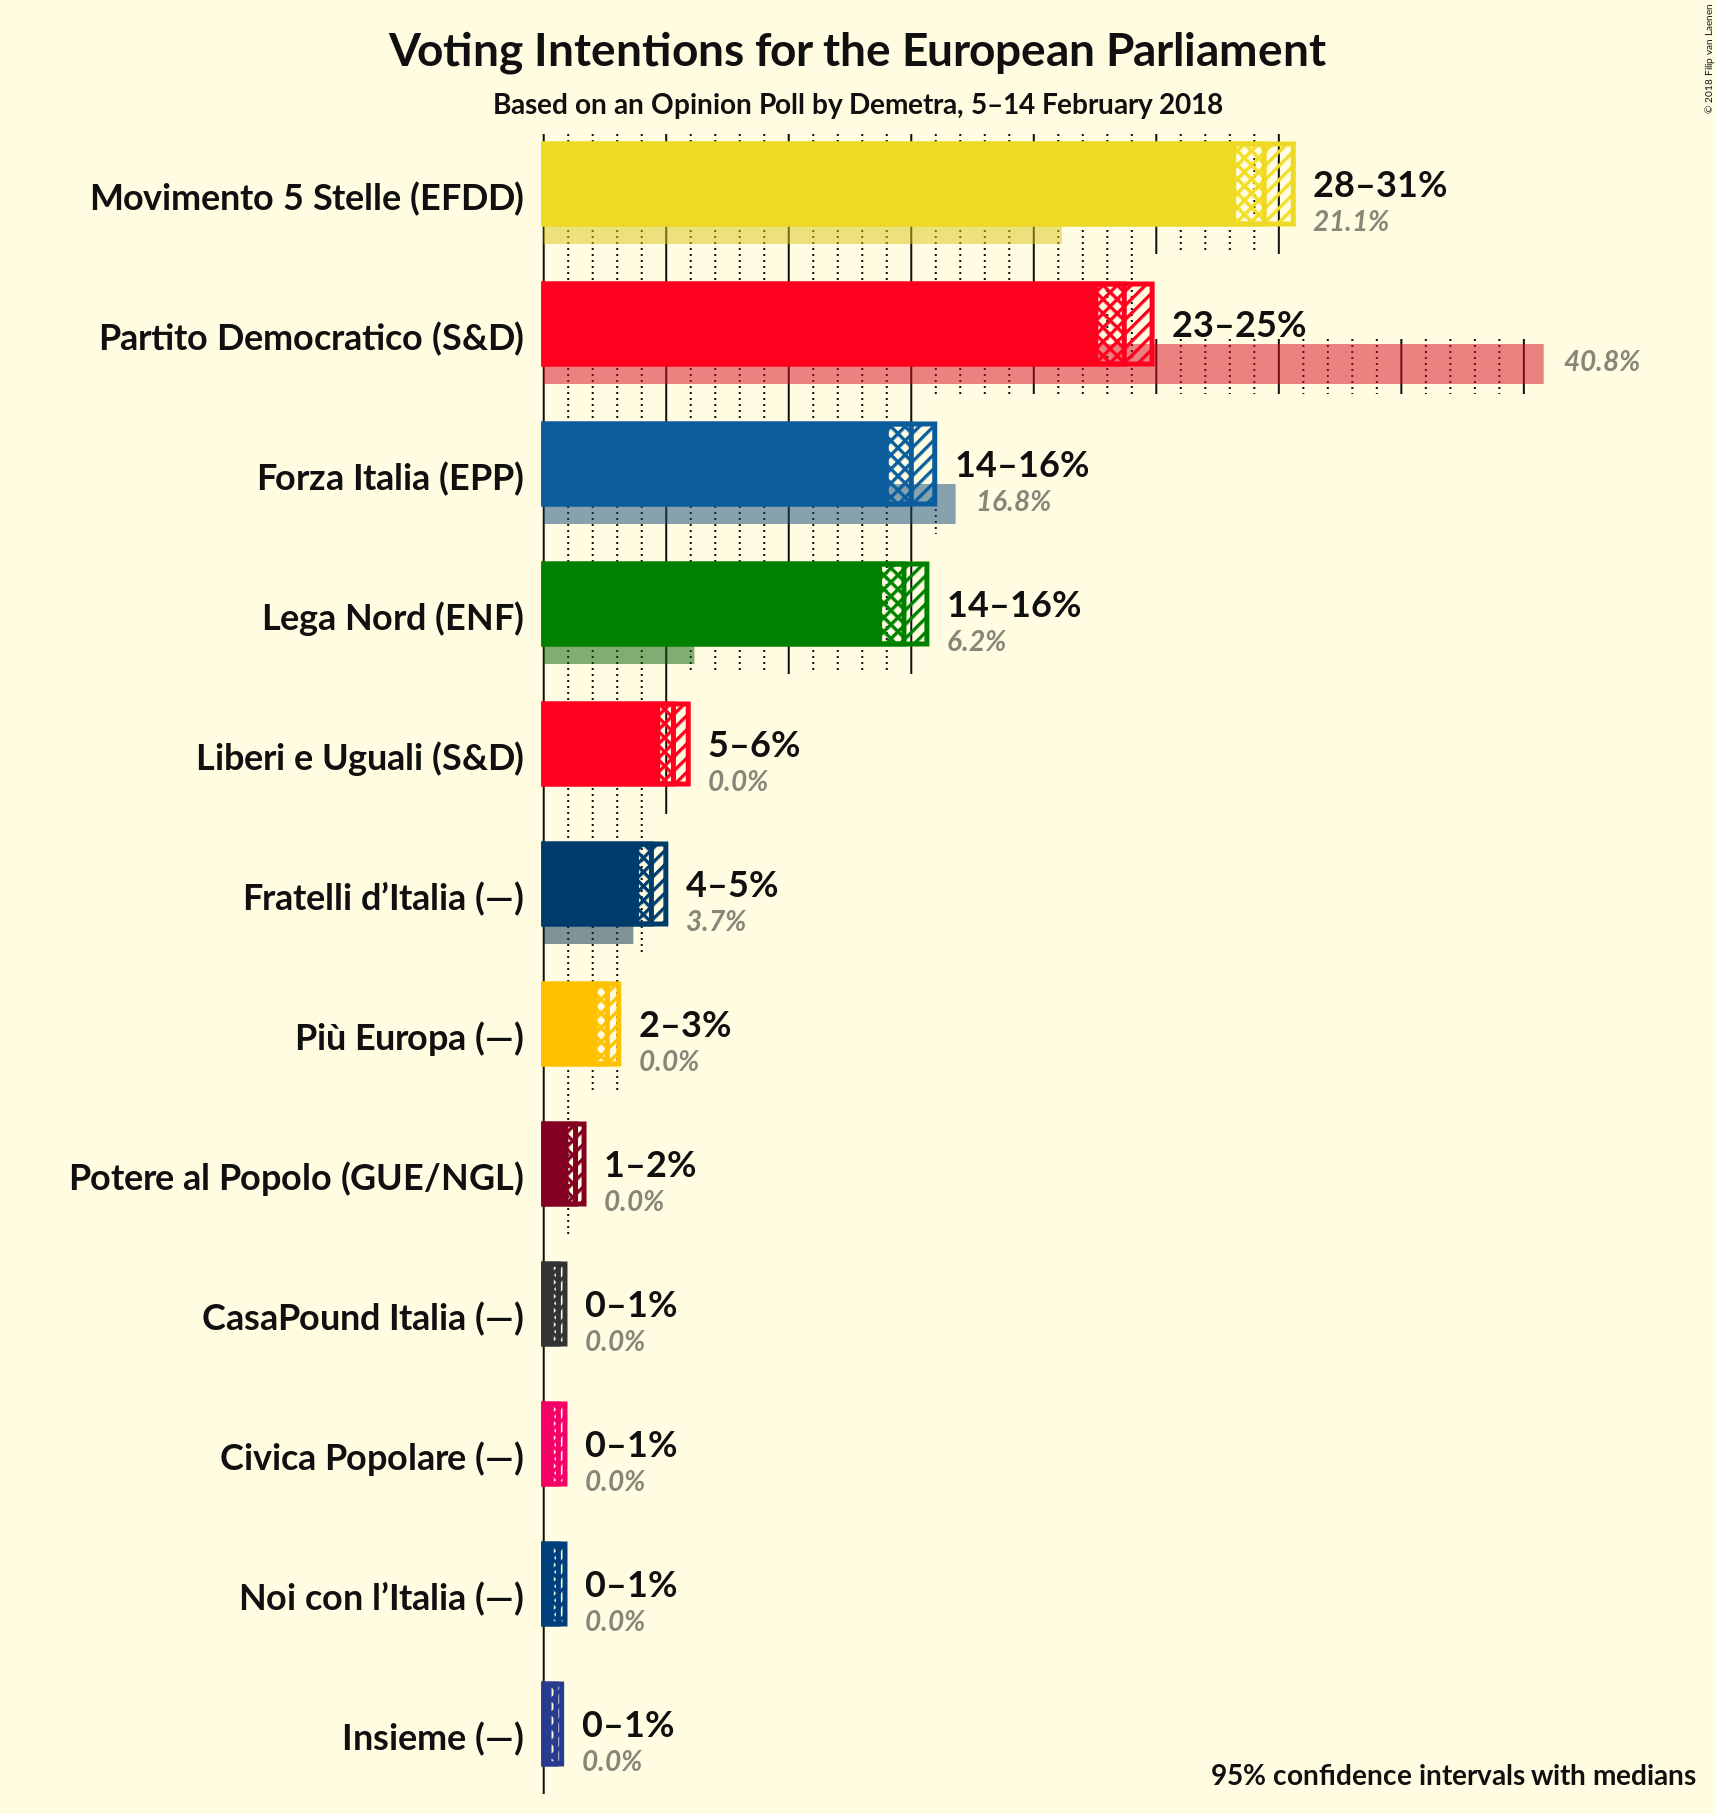 Voting Intentions for the European Parliament
Based on an Opinion Poll by Demetra, 5–14 February 2018
© 2018 Filip van Laenen
Movimento 5 Stelle (EFDD)
28–31%
21.1%
Partito Democratico (S&D)
23–25%
40.8%
Forza Italia (EPP)
14–16%
16.8%
Lega Nord (ENF)
14–16%
6.2%
Liberi e Uguali (S&D)
5–6%
0.0%
Fratelli d’Italia (—)
4–5%
3.7%
Più Europa (—)
2–3%
0.0%
Potere al Popolo (GUE/NGL)
1–2%
0.0%
CasaPound Italia (—)
0–1%
0.0%
Civica Popolare (—)
0–1%
0.0%
Noi con l’Italia (—)
0–1%
0.0%
Insieme (—)
0–1%
0.0%
95% confidence intervals with medians